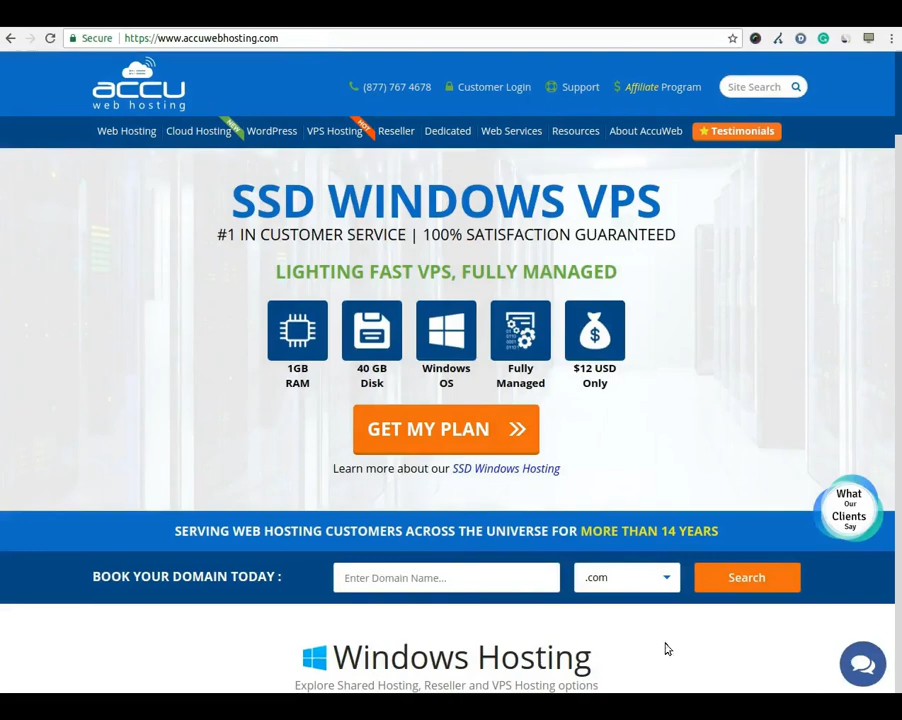 Secure https://www.accuwebhosting.com
accu
web hosting
(877) 767 4678 Customer Login Support Affiliate Program Site Search
NEW HOT
Web Hosting Cloud Hosting WordPress VPS Hosting Reseller Dedicated Web Services Resources About AccuWeb Testimonials
SSD WINDOWS VPS
#1 IN CUSTOMER SERVICE | 100% SATISFACTION GUARANTEED
LIGHTING FAST VPS, FULLY MANAGED
1GB 40 GB Windows Fully $12 USD
RAM Disk OS Managed Only
GET MY PLAN
Learn more about our SSD Windows Hosting
What
Our
Clients
Say
SERVING WEB HOSTING CUSTOMERS ACROSS THE UNIVERSE FOR MORE THAN 14 YEARS
BOOK YOUR DOMAIN TODAY : Enter Domain Name... .com Search
Windows Hosting
Explore Shared Hosting, Reseller and VPS Hosting options